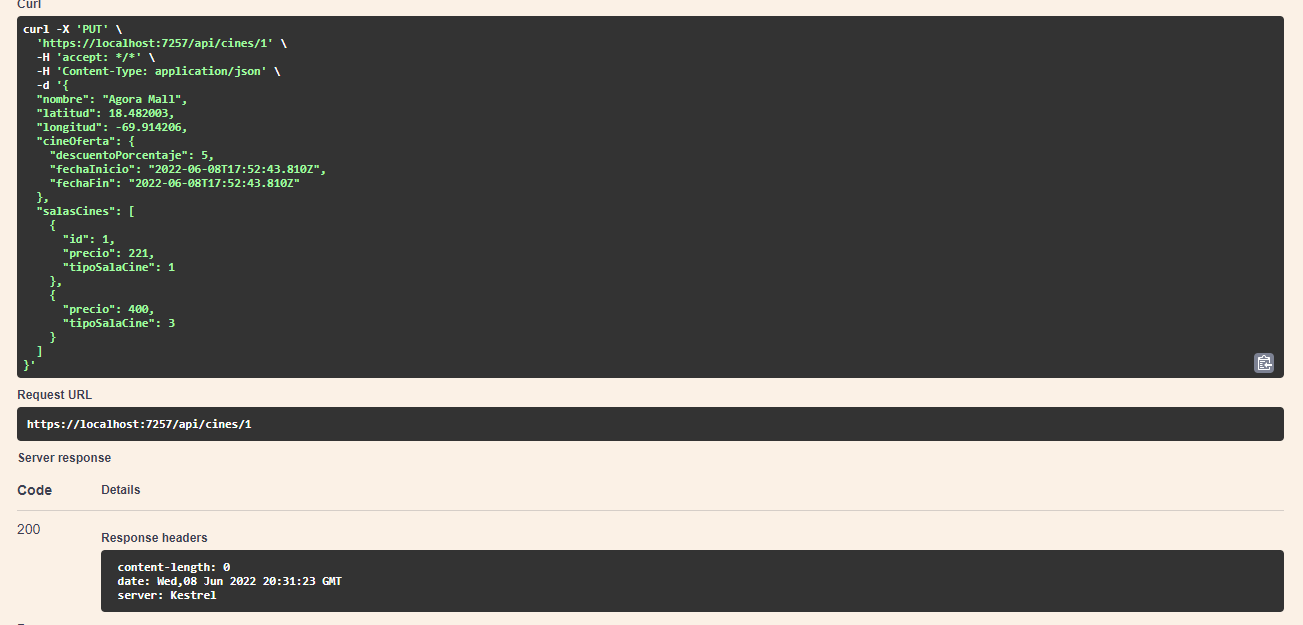 Curl
curl -X 'PUT' \
  'https://localhost:7257/api/cines/1' \
  -H 'accept: */*' \
  -H 'Content-Type: application/json' \
  -d '{
  "nombre": "Agora Mall",
  "latitud": 18.482003,
  "longitud": -69.914206,
  "cineOferta": {
    "descuentoPorcentaje": 5,
    "fechaInicio": "2022-06-08T17:52:43.810Z",
    "fechaFin": "2022-06-08T17:52:43.810Z"
  },
  "salasCines": [
    {
      "id": 1,
      "precio": 221,
      "tipoSalaCine": 1
    },
    {
      "precio": 400,
      "tipoSalaCine": 3
    }
  ]
}'
Request URL
https://localhost:7257/api/cines/1
Server response
Code Details
200
Response headers
content-length: 0
date: Wed,08 Jun 2022 20:31:23 GMT
server: Kestrel